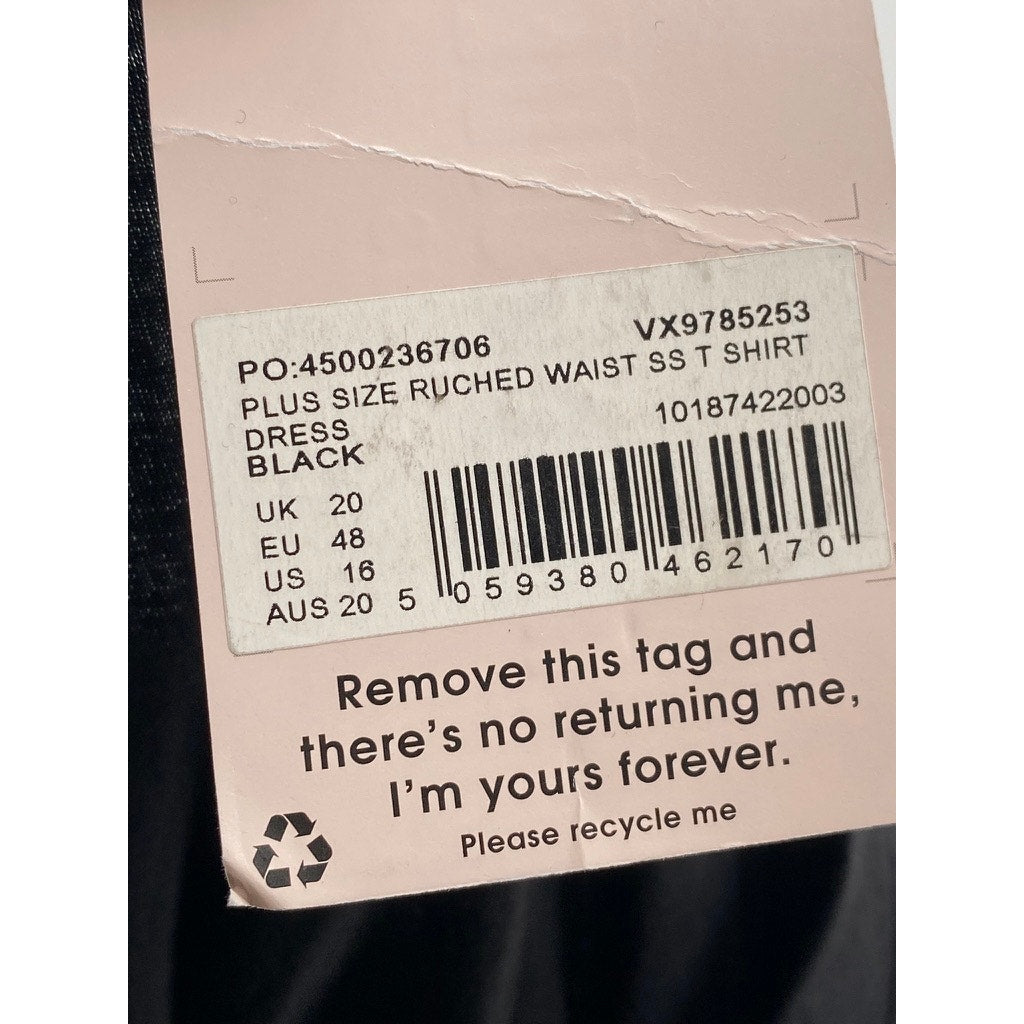 PO:4500236706 VX9785253
PLUS SIZE RUCHED WAIST SS T SHIRT
DRESS 10187422003
BLACK
UK 20
EU 48
US 16
AUS 20 5 059380 462170
Remove this tag and
there's no returning me,
I'm yours forever.
Please recycle me